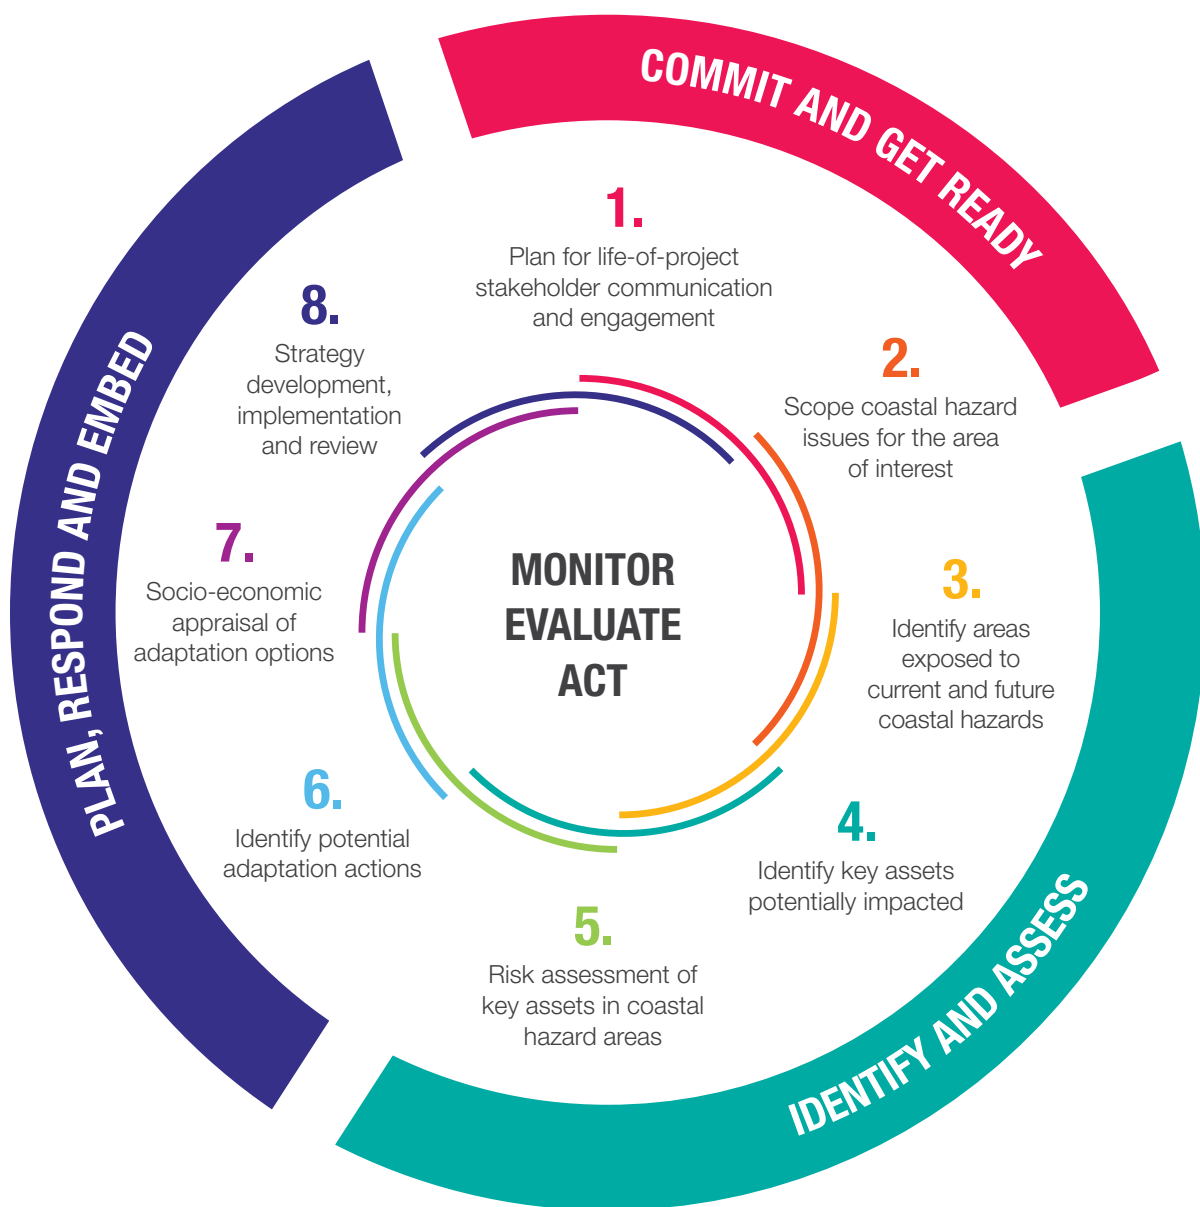 COMMIT AND GET READY
1.
Plan for life-of-project
stakeholder communication
and engagement
2.
Scope coastal hazard
issues for the area
of interest
IDENTIFY AND ASSESS
3.
Identify areas
exposed to
current and future
coastal hazards
4.
Identify key assets
potentially impacted
5.
Risk assessment of
key assets in coastal
hazard areas
PLAN, RESPOND AND EMBED
6.
Identify potential
adaptation actions
7.
Socio-economic
appraisal of
adaptation options
8.
Strategy
development,
implementation
and review
MONITOR
EVALUATE
ACT